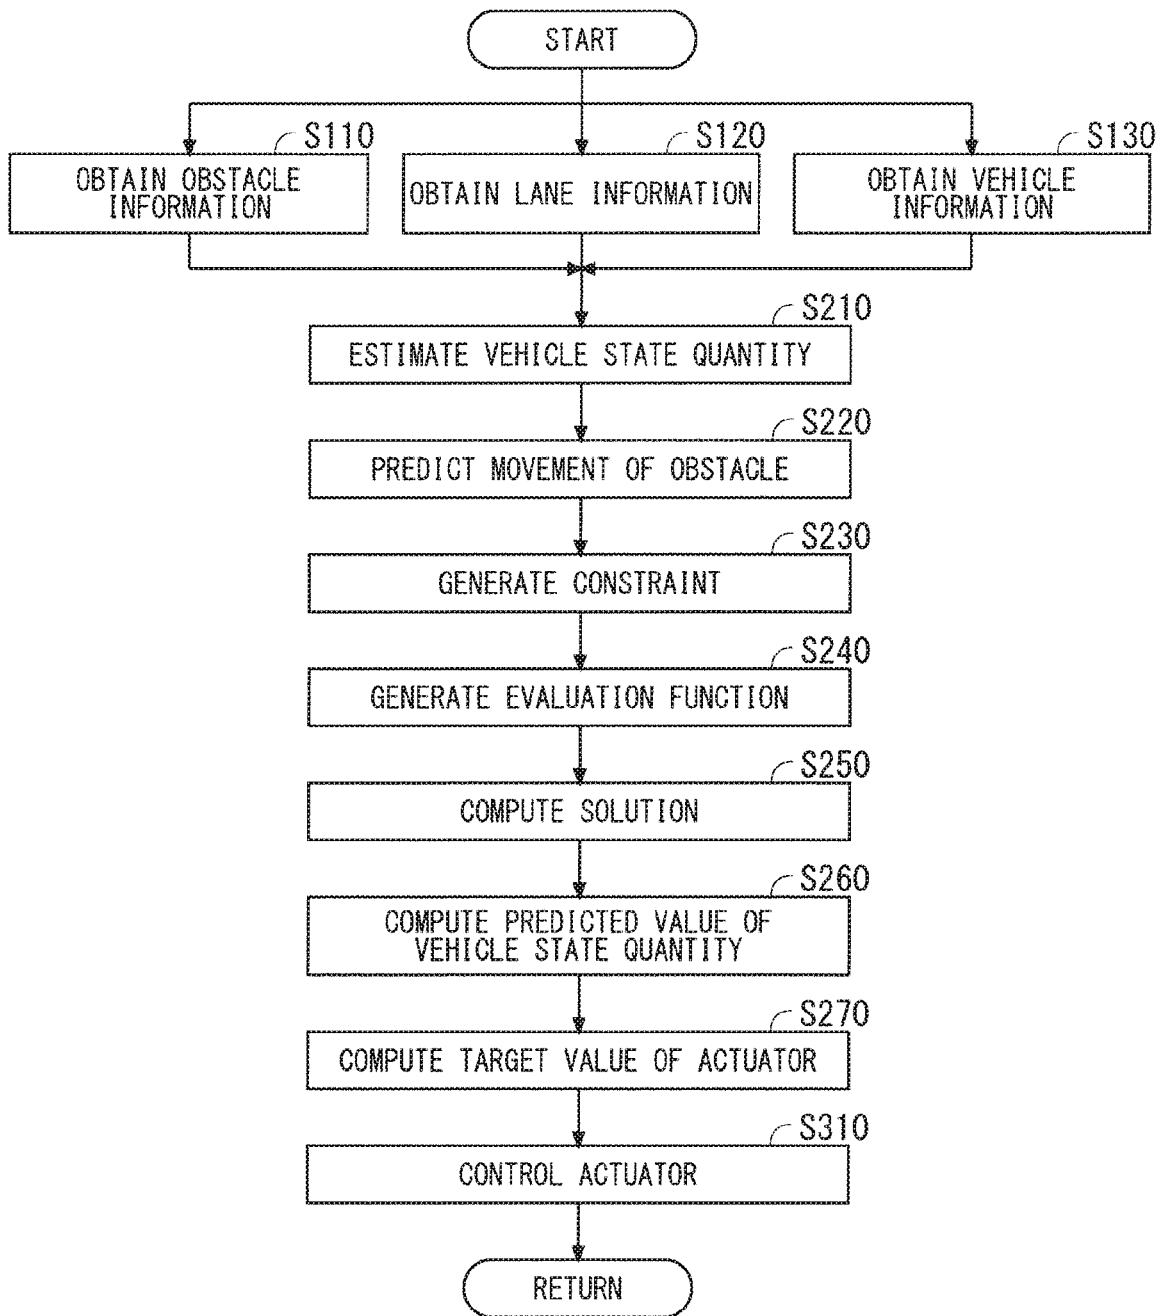 START
S110
S120
S130
OBTAIN OBSTACLE
INFORMATION
OBTAIN LANE INFORMATION
OBTAIN VEHICLE
INFORMATION
S210
ESTIMATE VEHICLE STATE QUANTITY
S220
PREDICT MOVEMENT OF OBSTACLE
S230
GENERATE CONSTRAINT
S240
GENERATE EVALUATION FUNCTION
S250
COMPUTE SOLUTION
S260
COMPUTE PREDICTED VALUE OF
VEHICLE STATE QUANTITY
S270
COMPUTE TARGET VALUE OF ACTUATOR
S310
CONTROL ACTUATOR
RETURN